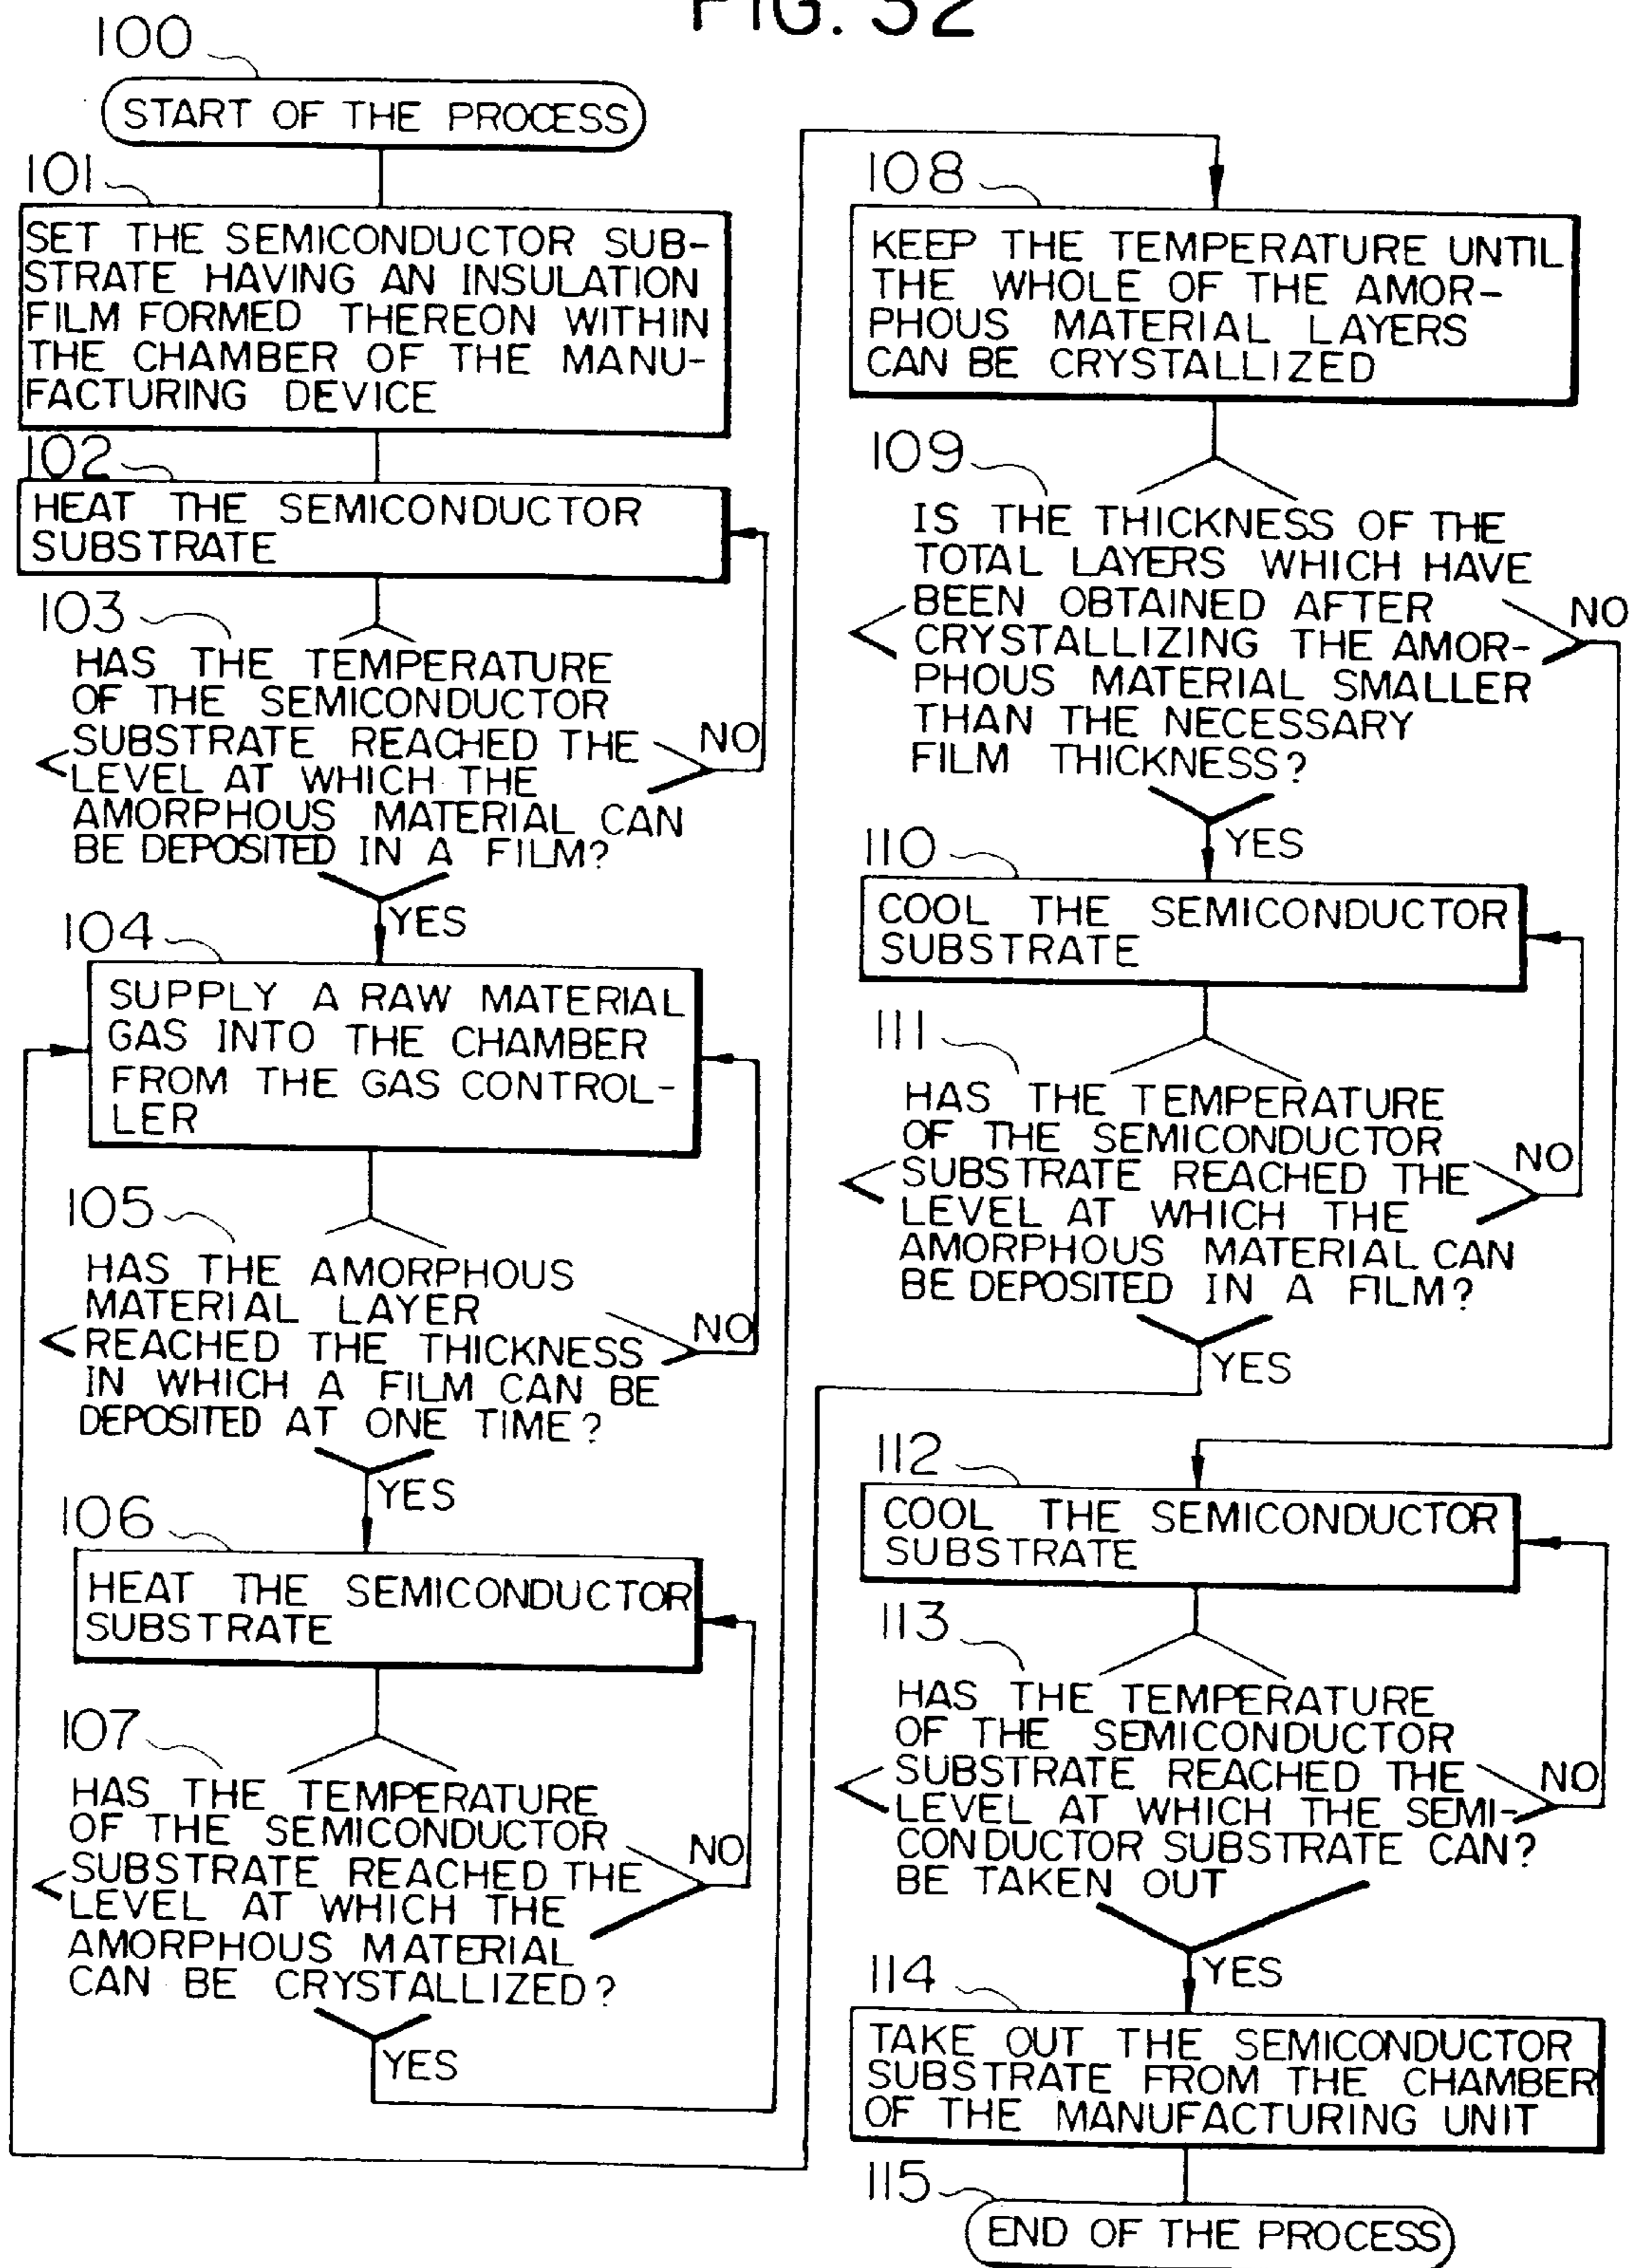 FIG. 32
100
START OF THE PROCESS
101
SET THE SEMICONDUCTOR SUB-
STRATE HAVING AN INSULATION
FILM FORMED THEREON WITHIN
THE CHAMBER OF THE MANU-
FACTURING DEVICE
102
HEAT THE SEMICONDUCTOR
SUBSTRATE
103
HAS THE TEMPERATURE
OF THE SEMICONDUCTOR
SUBSTRATE REACHED THE
LEVEL AT WHICH THE
AMORPHOUS MATERIAL CAN
BE DEPOSITED IN A FILM?
NO
YES
104
SUPPLY A RAW MATERIAL
GAS INTO THE CHAMBER
FROM THE GAS CONTROL-
LER
105
HAS THE AMORPHOUS
MATERIAL LAYER
REACHED THE THICKNESS
IN WHICH A FILM CAN BE
DEPOSITED AT ONE TIME?
NO
YES
106
HEAT THE SEMICONDUCTOR
SUBSTRATE
107
HAS THE TEMPERATURE
OF THE SEMICONDUCTOR
SUBSTRATE REACHED THE
LEVEL AT WHICH THE
AMORPHOUS MATERIAL
CAN BE CRYSTALLIZED?
NO
YES
108
KEEP THE TEMPERATURE UNTIL
THE WHOLE OF THE AMOR-
PHOUS MATERIAL LAYERS
CAN BE CRYSTALLIZED
109
IS THE THICKNESS OF THE
TOTAL LAYERS WHICH HAVE
BEEN OBTAINED AFTER
CRYSTALLIZING THE AMOR-
PHOUS MATERIAL SMALLER
THAN THE NECESSARY
FILM THICKNESS?
NO
YES
110
COOL THE SEMICONDUCTOR
SUBSTRATE
111
HAS THE TEMPERATURE
OF THE SEMICONDUCTOR
SUBSTRATE REACHED THE
LEVEL AT WHICH THE
AMORPHOUS MATERIAL CAN
BE DEPOSITED IN A FILM?
NO
YES
112
COOL THE SEMICONDUCTOR
SUBSTRATE
113
HAS THE TEMPERATURE
OF THE SEMICONDUCTOR
SUBSTRATE REACHED THE
LEVEL AT WHICH THE SEMI-
CONDUCTOR SUBSTRATE CAN?
BE TAKEN OUT
NO
YES
114
TAKE OUT THE SEMICONDUCTOR
SUBSTRATE FROM THE CHAMBER
OF THE MANUFACTURING UNIT
115
END OF THE PROCESS